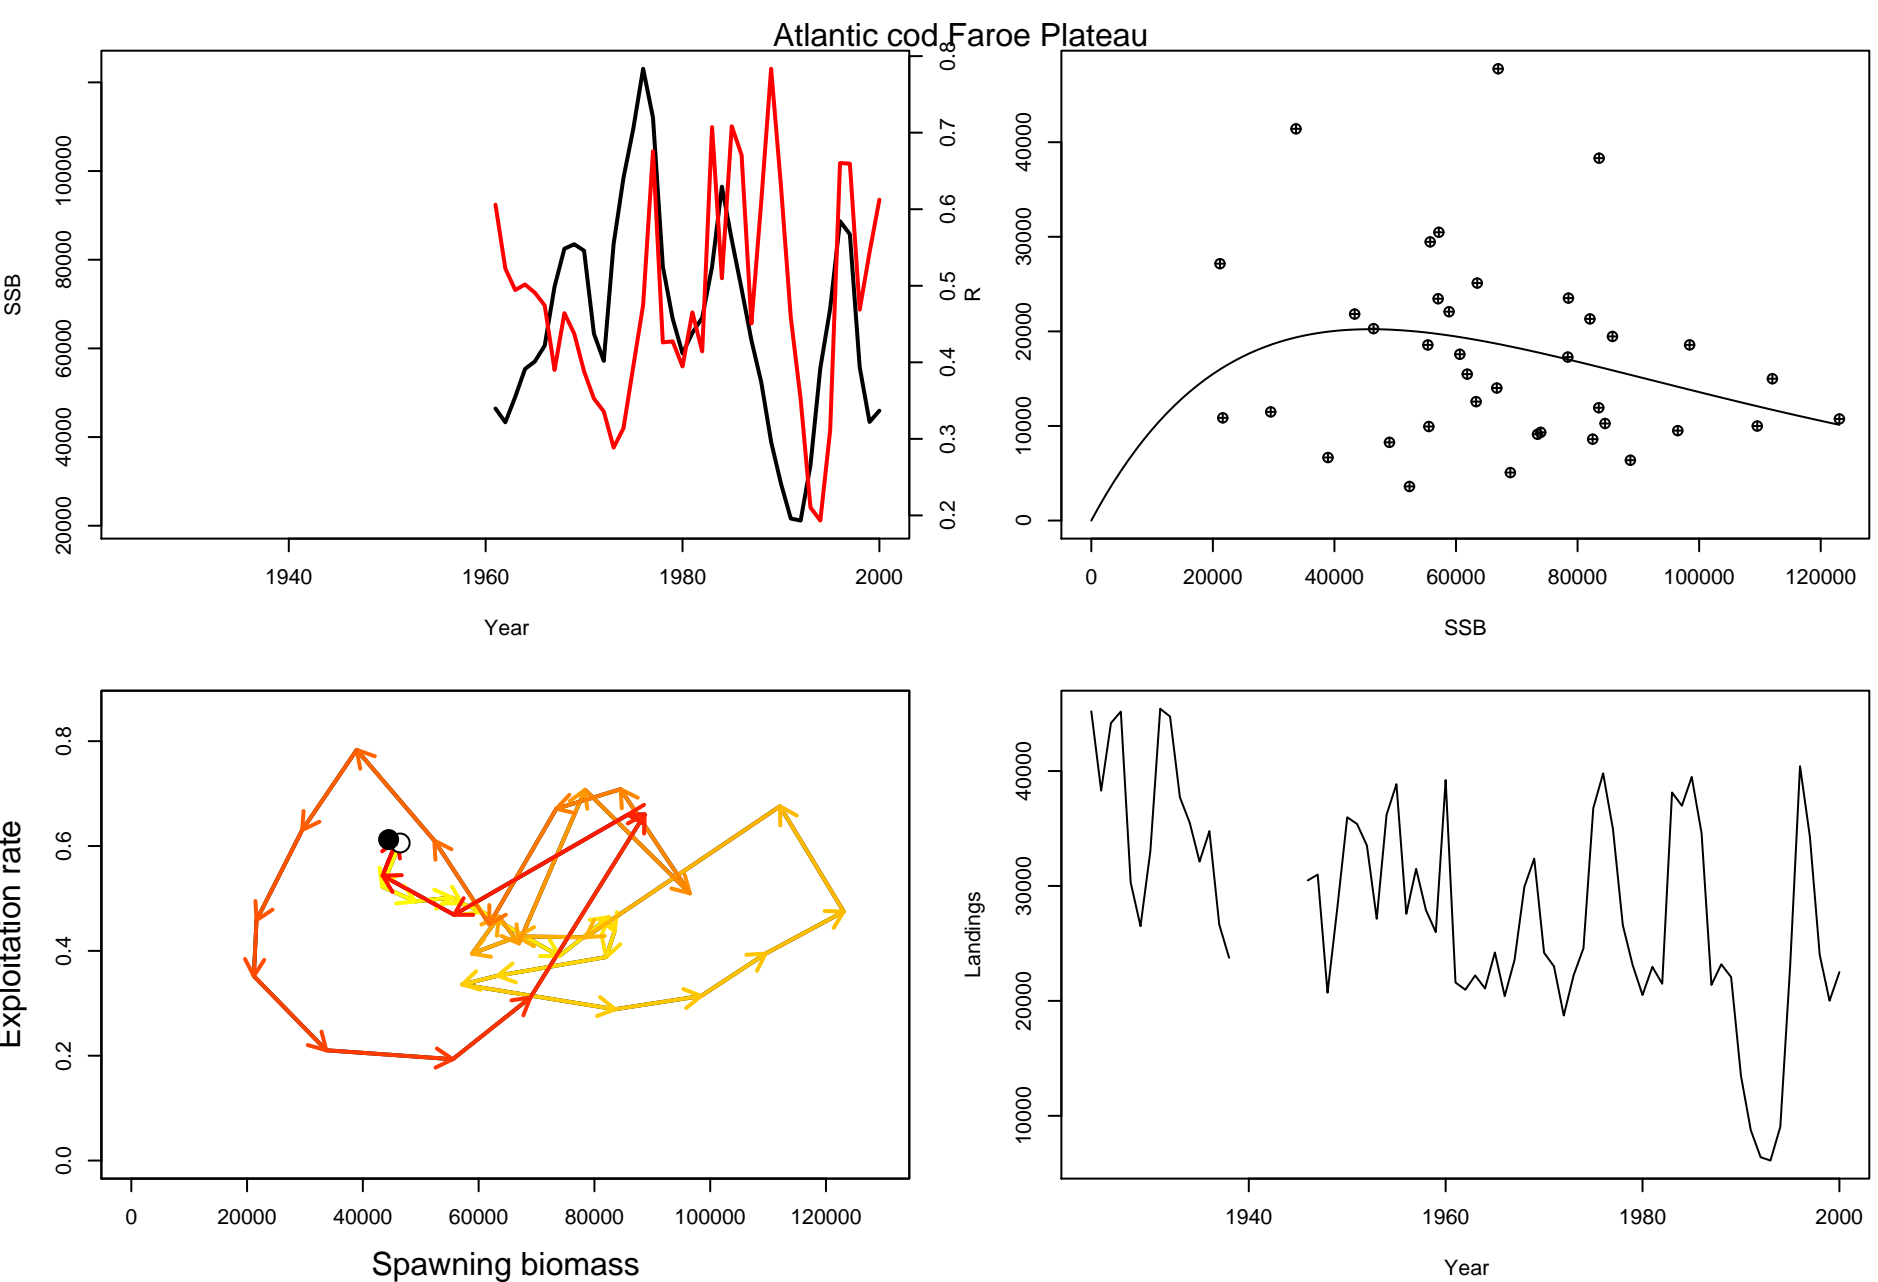 Atlantic cod Faroe Plateau
SSB
20000 40000 60000 80000 100000
0.2 0.3 0.4 0.5 0.6 0.7 0.8
R
1940 1960 1980 2000
Year
0 10000 20000 30000 40000
0 20000 40000 60000 80000 100000 120000
SSB
Exploitation rate
0.0 0.2 0.4 0.6 0.8
0 20000 40000 60000 80000 100000 120000
Spawning biomass
Landings
10000 20000 30000 40000
1940 1960 1980 2000
Year